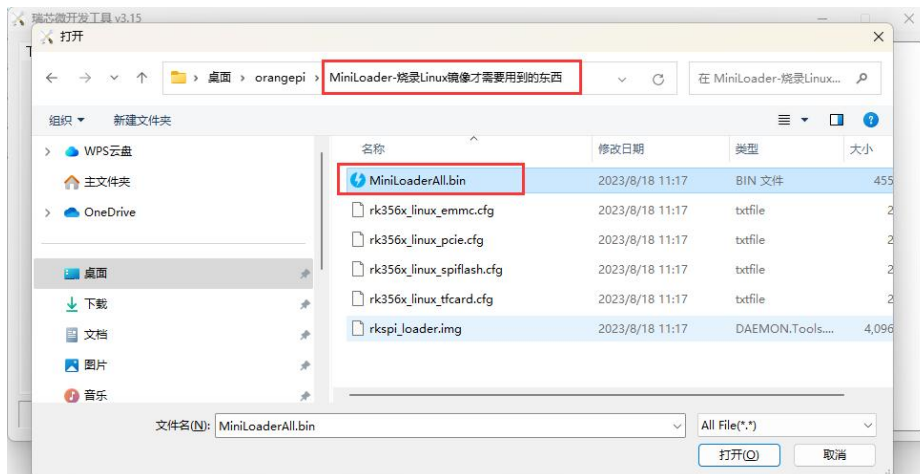 瑞芯微开发工具 v3.15
打开
桌面 › orangepi › MiniLoader-烧录Linux镜像才需要用到的东西
在 MiniLoader-烧录Linux...
组织 新建文件夹
名称 修改日期 类型 大小
WPS云盘
主文件夹
OneDrive
桌面
下载
文档
图片
音乐
MiniLoaderAll.bin 2023/8/18 11:17 BIN 文件 455
rk356x_linux_emmc.cfg 2023/8/18 11:17 txtfile 2
rk356x_linux_pcie.cfg 2023/8/18 11:17 txtfile 2
rk356x_linux_spiflash.cfg 2023/8/18 11:17 txtfile 2
rk356x_linux_tfcard.cfg 2023/8/18 11:17 txtfile 2
rkspi_loader.img 2023/8/18 11:17 DAEMON.Tools.... 4,096
文件名(N): MiniLoaderAll.bin All File(*.*)
打开(O) 取消